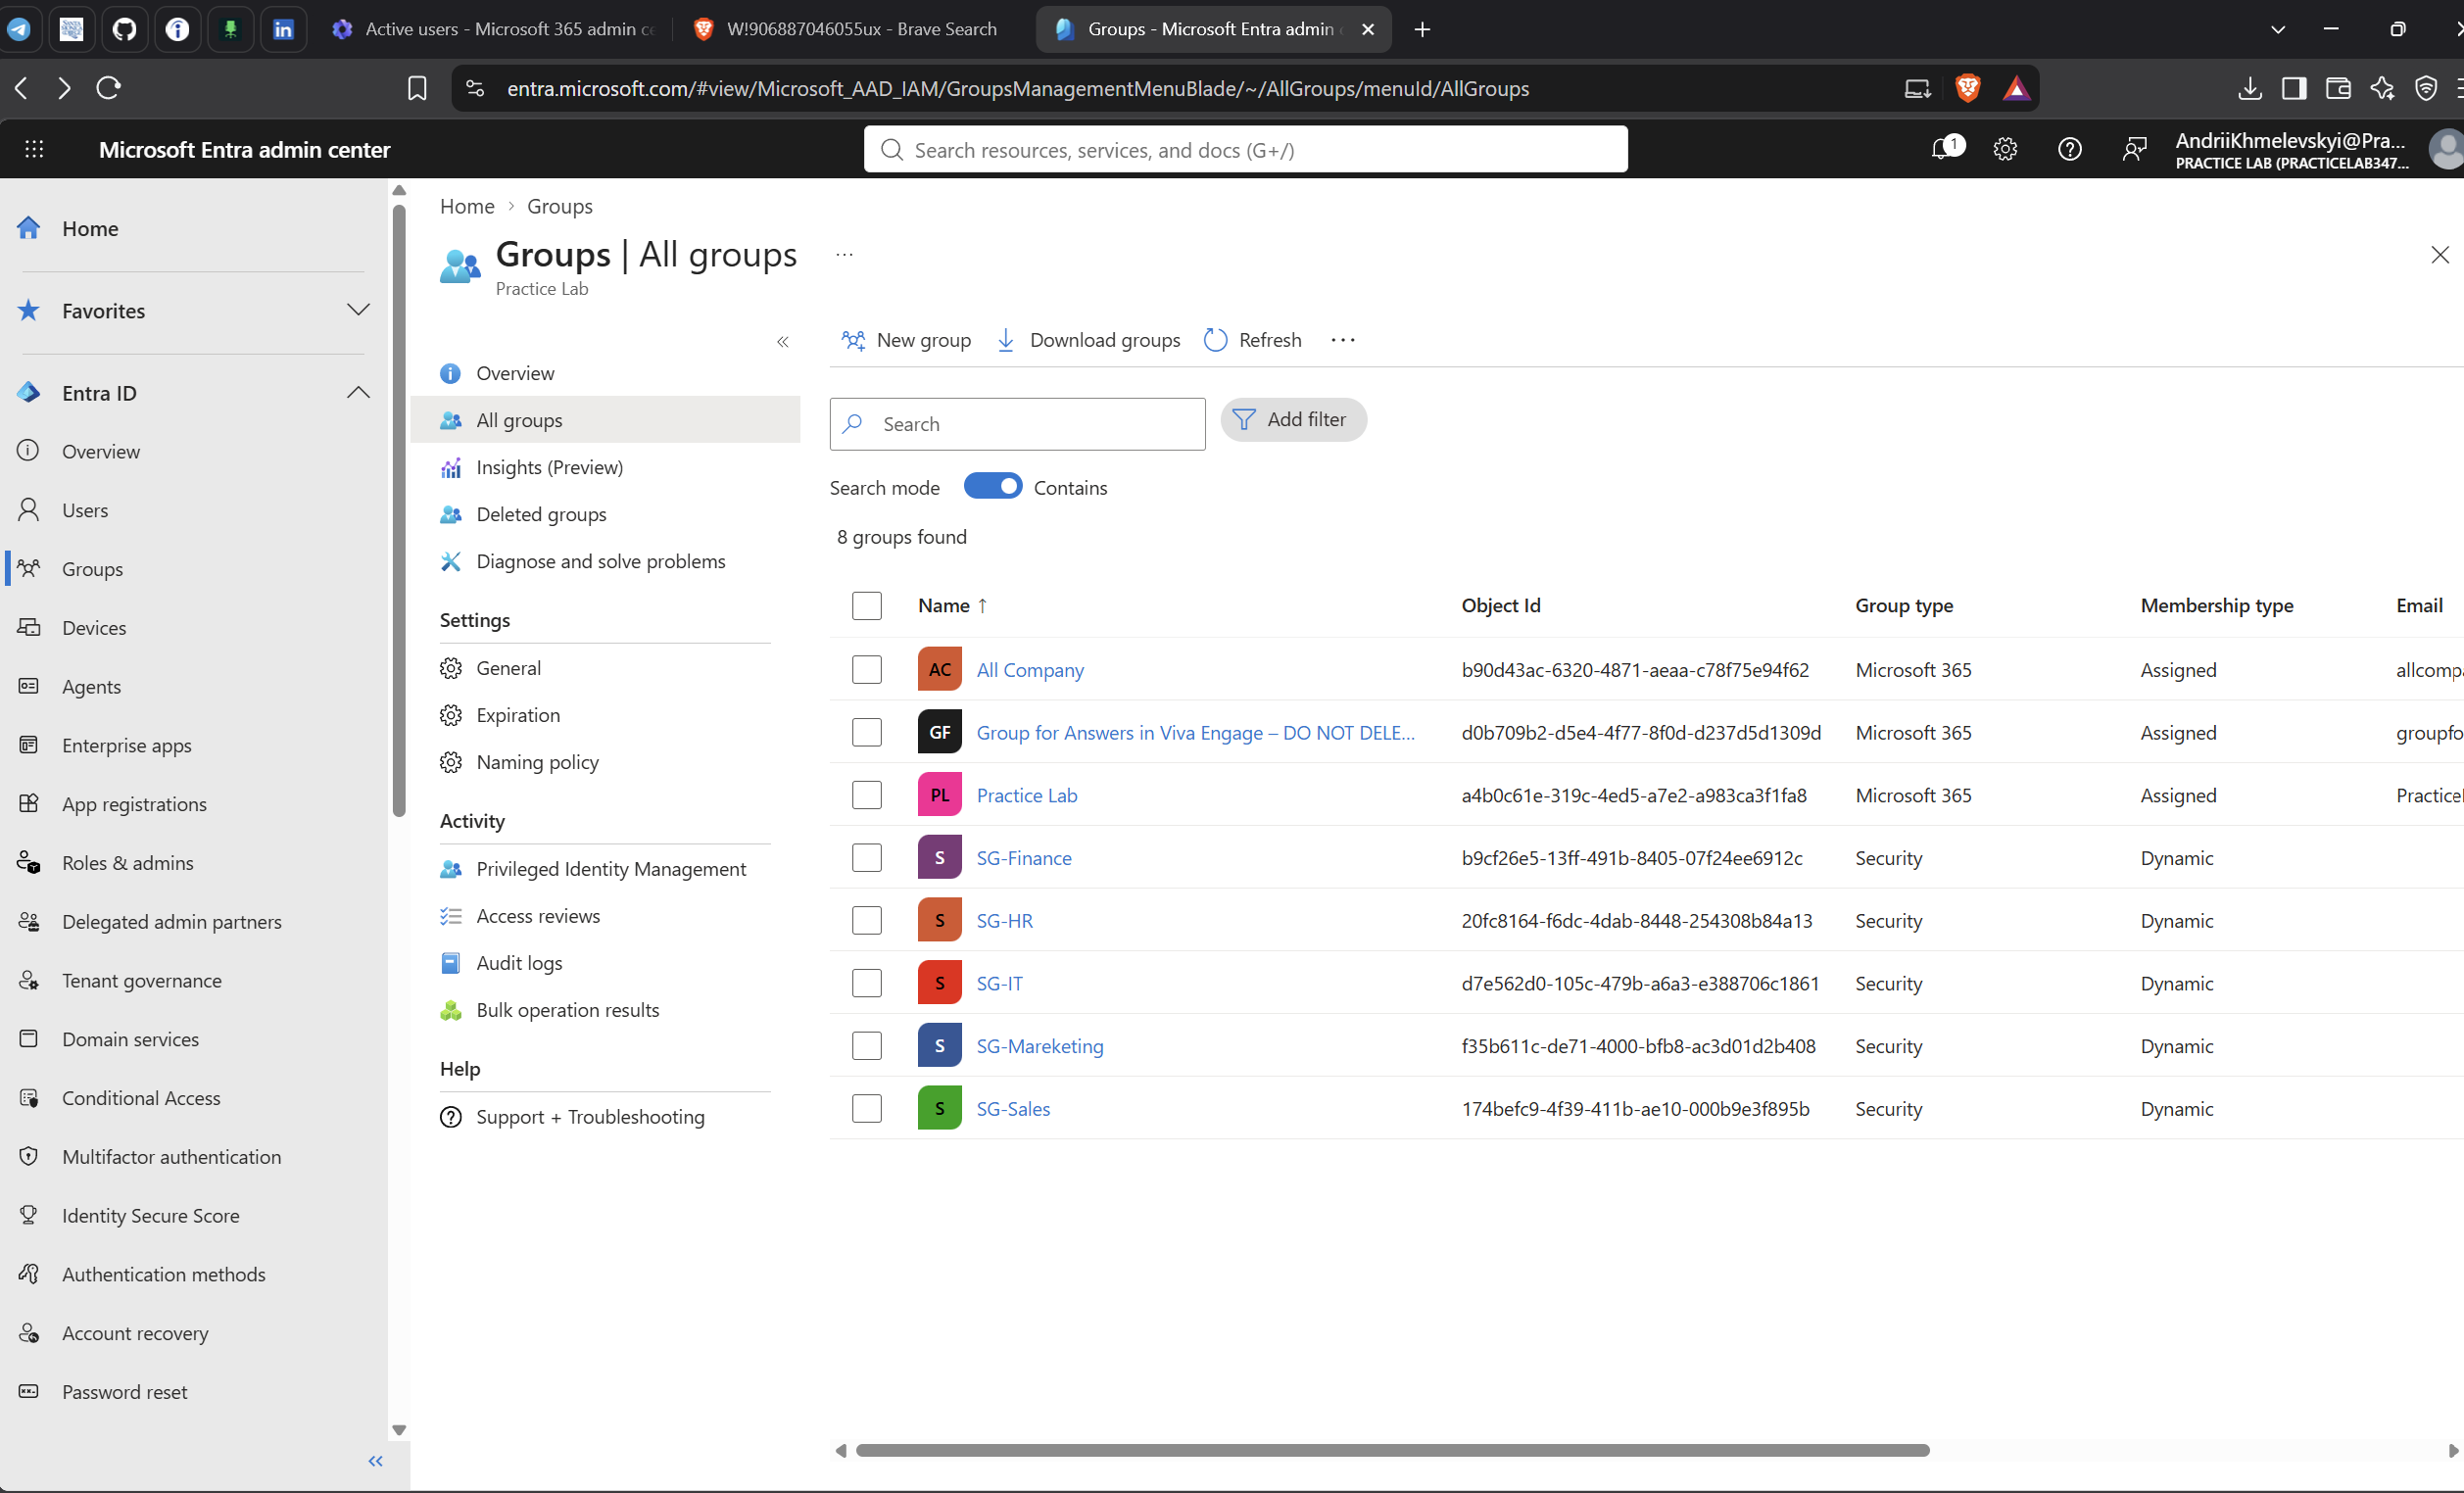 Active users - Microsoft 365 admin ce
W!906887046055ux - Brave Search
Groups - Microsoft Entra admin
entra.microsoft.com/#view/Microsoft_AAD_IAM/GroupsManagementMenuBlade/~/AllGroups/menuId/AllGroups
Microsoft Entra admin center
Search resources, services, and docs (G+/)
1
AndriiKhmelevskyi@Pra...
PRACTICE LAB (PRACTICELAB347...
Home
Favorites
Entra ID
Overview
Users
Groups
Devices
Agents
Enterprise apps
App registrations
Roles & admins
Delegated admin partners
Tenant governance
Domain services
Conditional Access
Multifactor authentication
Identity Secure Score
Authentication methods
Account recovery
Password reset
Home > Groups
Groups | All groups ...
Practice Lab
Overview
All groups
Insights (Preview)
Deleted groups
Diagnose and solve problems
Settings
General
Expiration
Naming policy
Activity
Privileged Identity Management
Access reviews
Audit logs
Bulk operation results
Help
Support + Troubleshooting
New group Download groups Refresh ...
Search Add filter
Search mode Contains
8 groups found
Name ↑ Object Id Group type Membership type Email
AC All Company b90d43ac-6320-4871-aeaa-c78f75e94f62 Microsoft 365 Assigned allcomp
GF Group for Answers in Viva Engage – DO NOT DELE... d0b709b2-d5e4-4f77-8f0d-d237d5d1309d Microsoft 365 Assigned groupfo
PL Practice Lab a4b0c61e-319c-4ed5-a7e2-a983ca3f1fa8 Microsoft 365 Assigned Practice
S SG-Finance b9cf26e5-13ff-491b-8405-07f24ee6912c Security Dynamic
S SG-HR 20fc8164-f6dc-4dab-8448-254308b84a13 Security Dynamic
S SG-IT d7e562d0-105c-479b-a6a3-e388706c1861 Security Dynamic
S SG-Mareketing f35b611c-de71-4000-bfb8-ac3d01d2b408 Security Dynamic
S SG-Sales 174befc9-4f39-411b-ae10-000b9e3f895b Security Dynamic